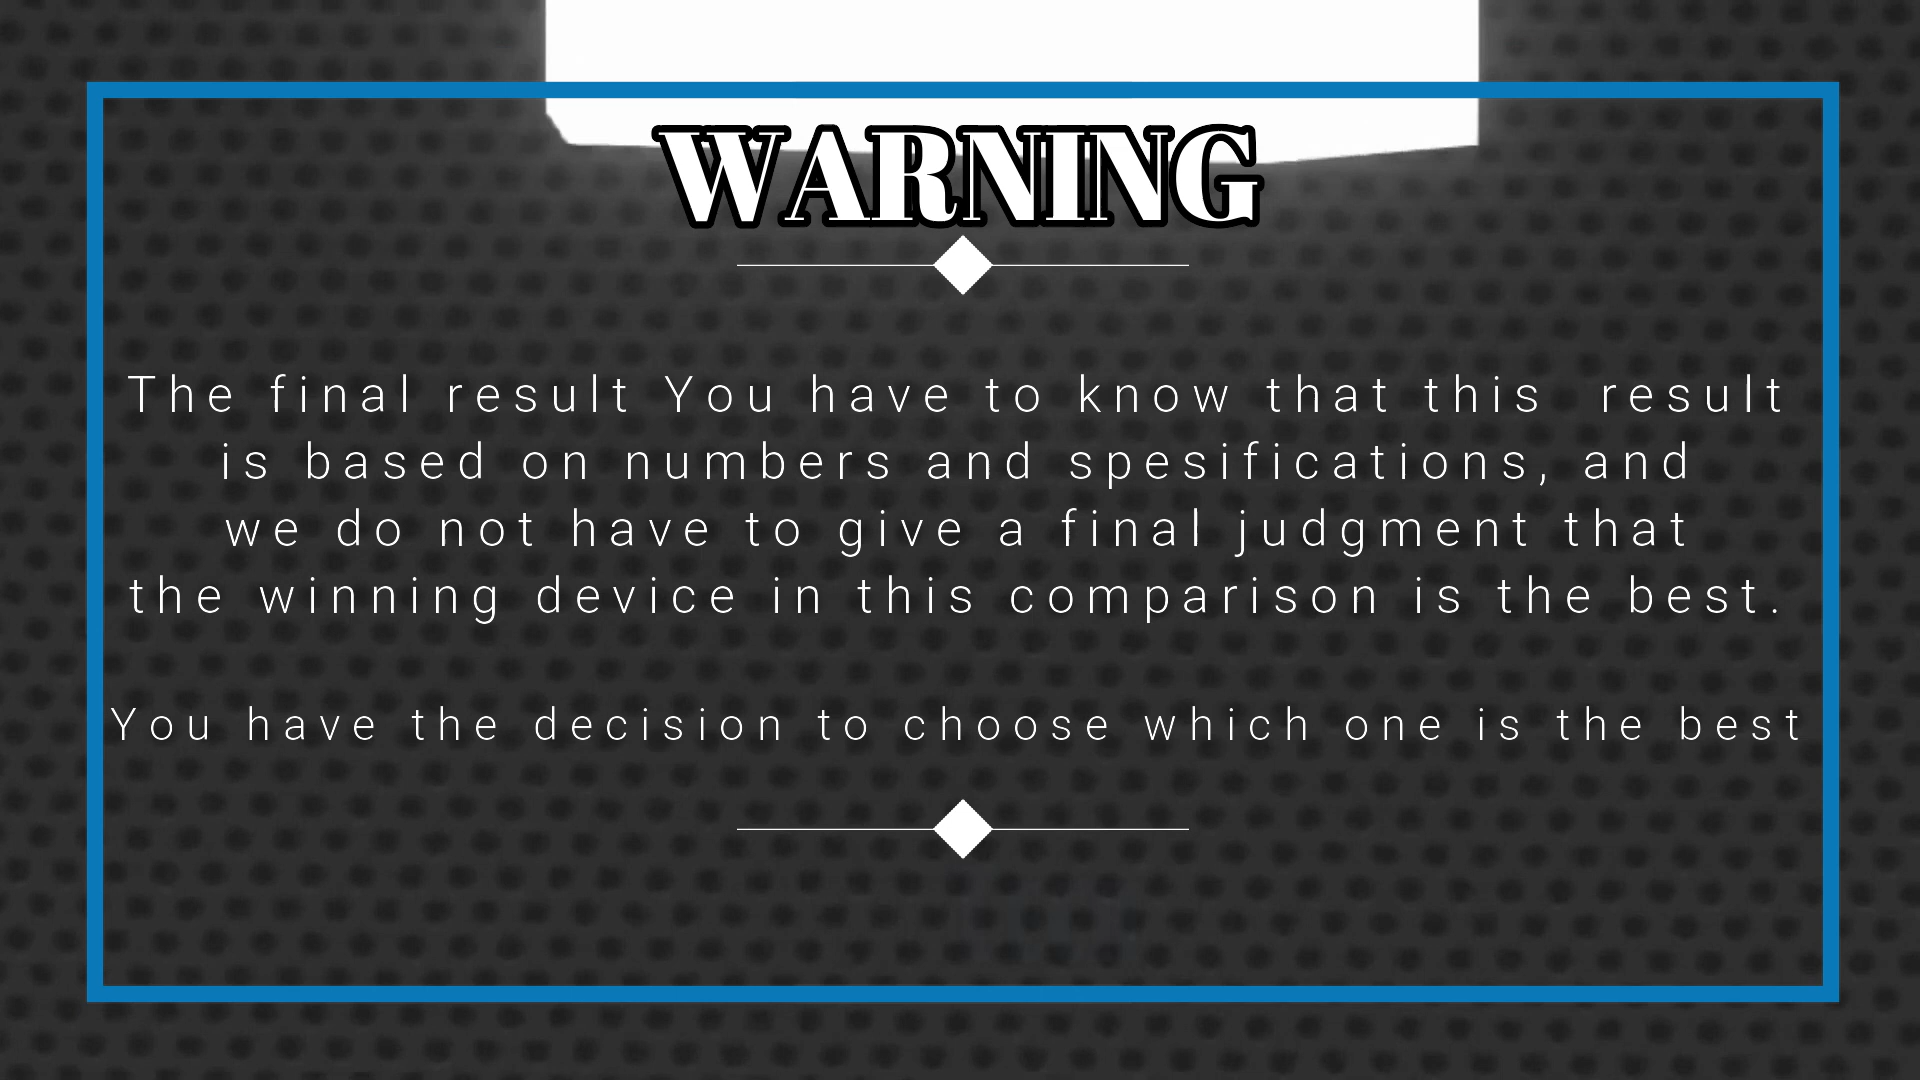 WARNING
The final result You have to know that this  result
is based on numbers and spesifications, and
we do not have to give a final judgment that
the winning device in this comparison is the best.
You have the decision to choose which one is the best